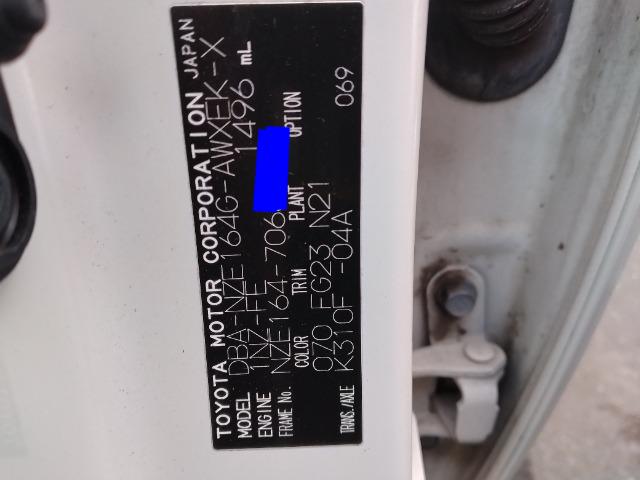 TOYOTA MOTOR CORPORATION JAPAN
MODEL DBA-NZE164G-AWXEK-X
ENGINE 1NZ-FE 1496 mL
FRAME No. NZE164-706
COLOR TRIM PLANT OPTION
070 FG23 N21 069
TRANS./AXLE K310F -04A